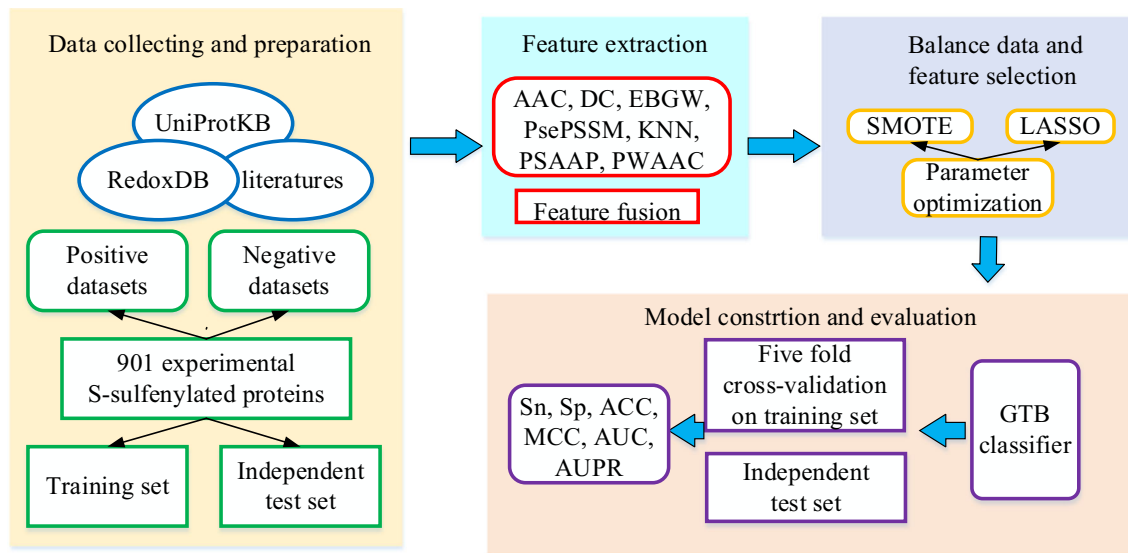 Data collecting and preparation
UniProtKB
RedoxDB
literatures
Positive
datasets
Negative
datasets
901 experimental
S-sulfenylated proteins
Training set
Independent
test set
Feature extraction
AAC, DC, EBGW,
PsePSSM, KNN,
PSAAP, PWAAC
Feature fusion
Balance data and
feature selection
SMOTE
LASSO
Parameter
optimization
Model constrtion and evaluation
Sn, Sp, ACC,
MCC, AUC,
AUPR
Five fold
cross-validation
on training set
Independent
test set
GTB
classifier